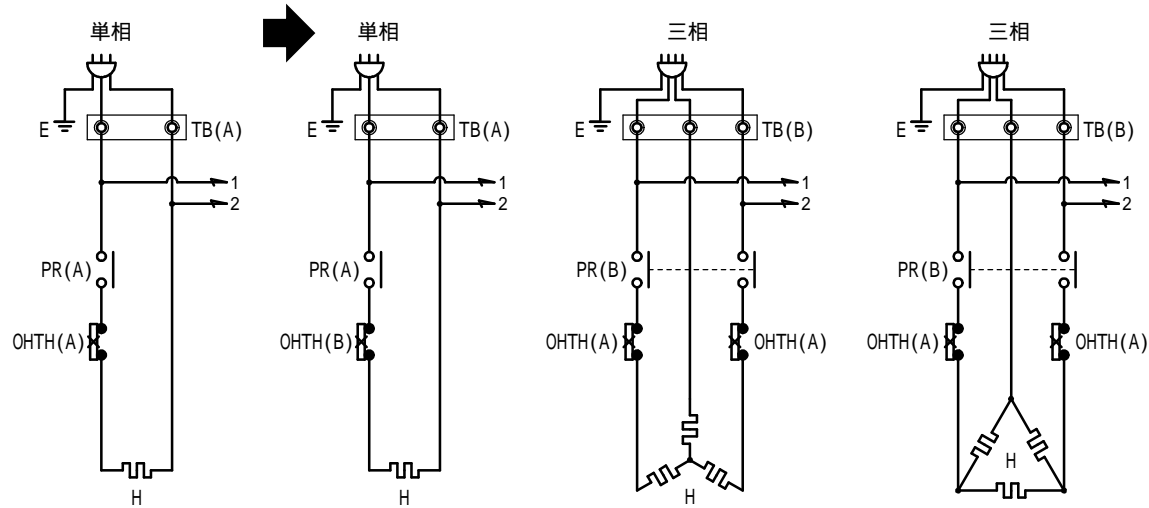 単相 単相 三相 三相
E TB(A) E TB(A) E TB(B) E TB(B)
1 1 1 1
2 2 2 2
PR(A) PR(A) PR(B) PR(B)
OHTH(A) OHTH(B) OHTH(A) OHTH(A) OHTH(A) OHTH(A)
H H H H